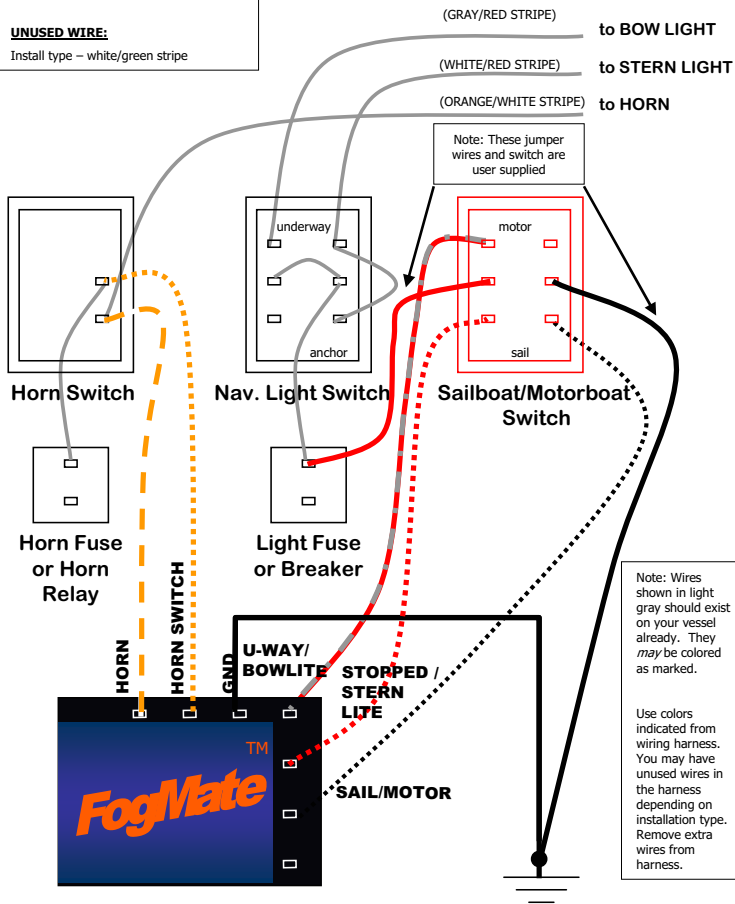 UNUSED WIRE:
Install type – white/green stripe
(GRAY/RED STRIPE)
to BOW LIGHT
(WHITE/RED STRIPE)
to STERN LIGHT
(ORANGE/WHITE STRIPE)
to HORN
Note: These jumper
wires and switch are
user supplied
underway
motor
anchor
sail
Horn Switch
Nav. Light Switch
Sailboat/Motorboat
Switch
Horn Fuse
or Horn
Relay
Light Fuse
or Breaker
Note: Wires
shown in light
gray should exist
on your vessel
already. They
may be colored
as marked.
Use colors
indicated from
wiring harness.
You may have
unused wires in
the harness
depending on
installation type.
Remove extra
wires from
harness.
HORN
HORN SWITCH
GND
U-WAY/
BOWLITE
STOPPED /
STERN
LITE
SAIL/MOTOR
TM
FogMate